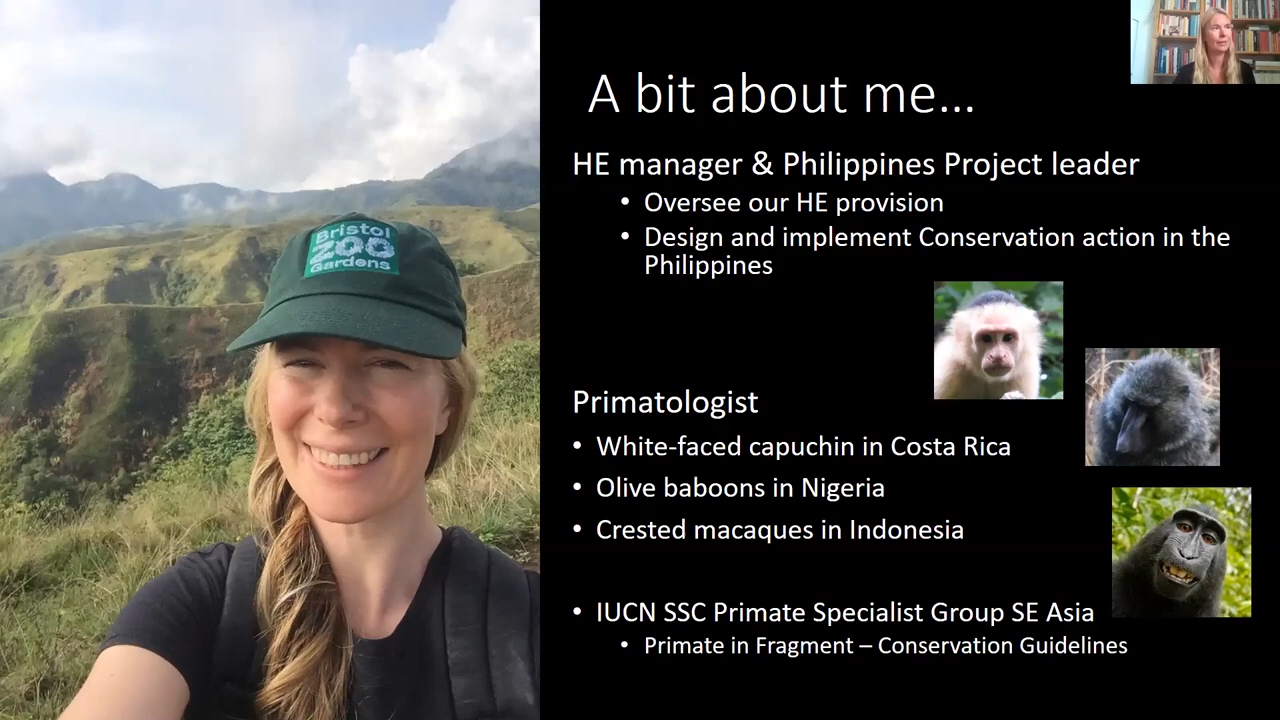 A bit about me...
HE manager & Philippines Project leader
• Oversee our HE provision
• Design and implement Conservation action in the
Philippines
Bristol
ZOO
Gardens
Primatologist
• White-faced capuchin in Costa Rica
• Olive baboons in Nigeria
• Crested macaques in Indonesia
• IUCN SSC Primate Specialist Group SE Asia
• Primate in Fragment – Conservation Guidelines